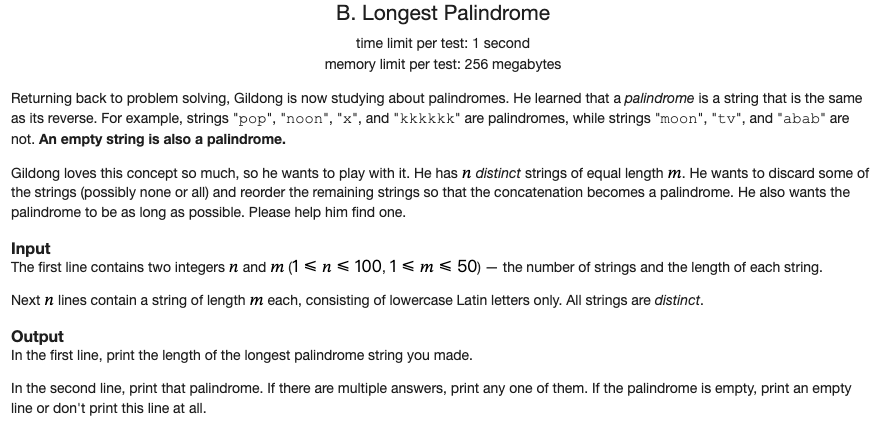 B. Longest Palindrome
time limit per test: 1 second
memory limit per test: 256 megabytes
Returning back to problem solving, Gildong is now studying about palindromes. He learned that a palindrome is a string that is the same
as its reverse. For example, strings "pop", "noon", "x", and "kkkkkk" are palindromes, while strings "moon", "tv", and "abab" are
not. An empty string is also a palindrome.
Gildong loves this concept so much, so he wants to play with it. He has n distinct strings of equal length m. He wants to discard some of
the strings (possibly none or all) and reorder the remaining strings so that the concatenation becomes a palindrome. He also wants the
palindrome to be as long as possible. Please help him find one.
Input
The first line contains two integers n and m (1 ⩽ n ⩽ 100, 1 ⩽ m ⩽ 50) — the number of strings and the length of each string.
Next n lines contain a string of length m each, consisting of lowercase Latin letters only. All strings are distinct.
Output
In the first line, print the length of the longest palindrome string you made.
In the second line, print that palindrome. If there are multiple answers, print any one of them. If the palindrome is empty, print an empty
line or don't print this line at all.